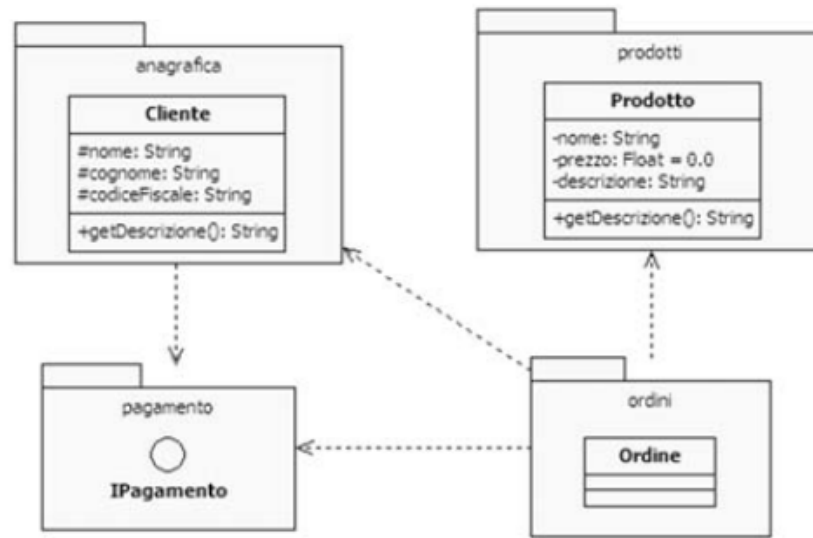 anagrafica
Cliente
#nome: String
#cognome: String
#codiceFiscale: String
+getDescrizione(): String
prodotti
Prodotto
-nome: String
-prezzo: Float = 0.0
-descrizione: String
+getDescrizione(): String
pagamento
IPagamento
ordini
Ordine